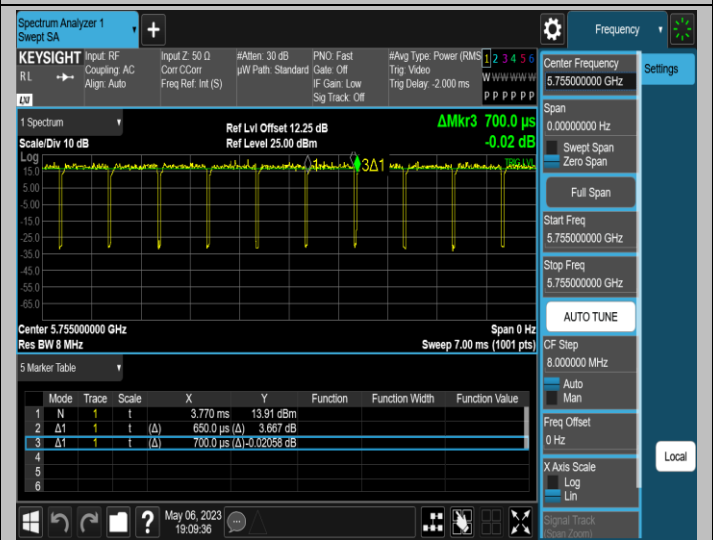 Spectrum Analyzer 1
Swept SA
Frequency
KEYSIGHT
R L
LXI
Input: RF
Coupling: AC
Align: Auto
Input Z: 50 Ω
Corr CCorr
Freq Ref: Int (S)
#Atten: 30 dB
µW Path: Standard
PNO: Fast
Gate: Off
IF Gain: Low
Sig Track: Off
#Avg Type: Power (RMS
Trig: Video
Trig Delay: -2.000 ms
1 2 3 4 5 6
W W W W W W
P P P P P P
1 Spectrum
Scale/Div 10 dB
Ref Lvl Offset 12.25 dB
Ref Level 25.00 dBm
ΔMkr3 700.0 µs
-0.02 dB
Log
15.0
5.00
-5.00
-15.0
-25.0
-35.0
-45.0
-55.0
-65.0
3Δ1
TRIG LVL
Center 5.755000000 GHz
Res BW 8 MHz
Span 0 Hz
Sweep 7.00 ms (1001 pts)
5 Marker Table
Mode Trace Scale X Y Function Function Width Function Value
1 N 1 t 3.770 ms 13.91 dBm
2 Δ1 1 t (Δ) 650.0 µs (Δ) 3.667 dB
3 Δ1 1 t (Δ) 700.0 µs (Δ)-0.02058 dB
4
5
6
Center Frequency
5.755000000 GHz
Settings
Span
0.00000000 Hz
Swept Span
Zero Span
Full Span
Start Freq
5.755000000 GHz
Stop Freq
5.755000000 GHz
AUTO TUNE
CF Step
8.000000 MHz
Auto
Man
Freq Offset
0 Hz
X Axis Scale
Log
Lin
Signal Track
(Span Zoom)
Local
May 06, 2023
19:09:36